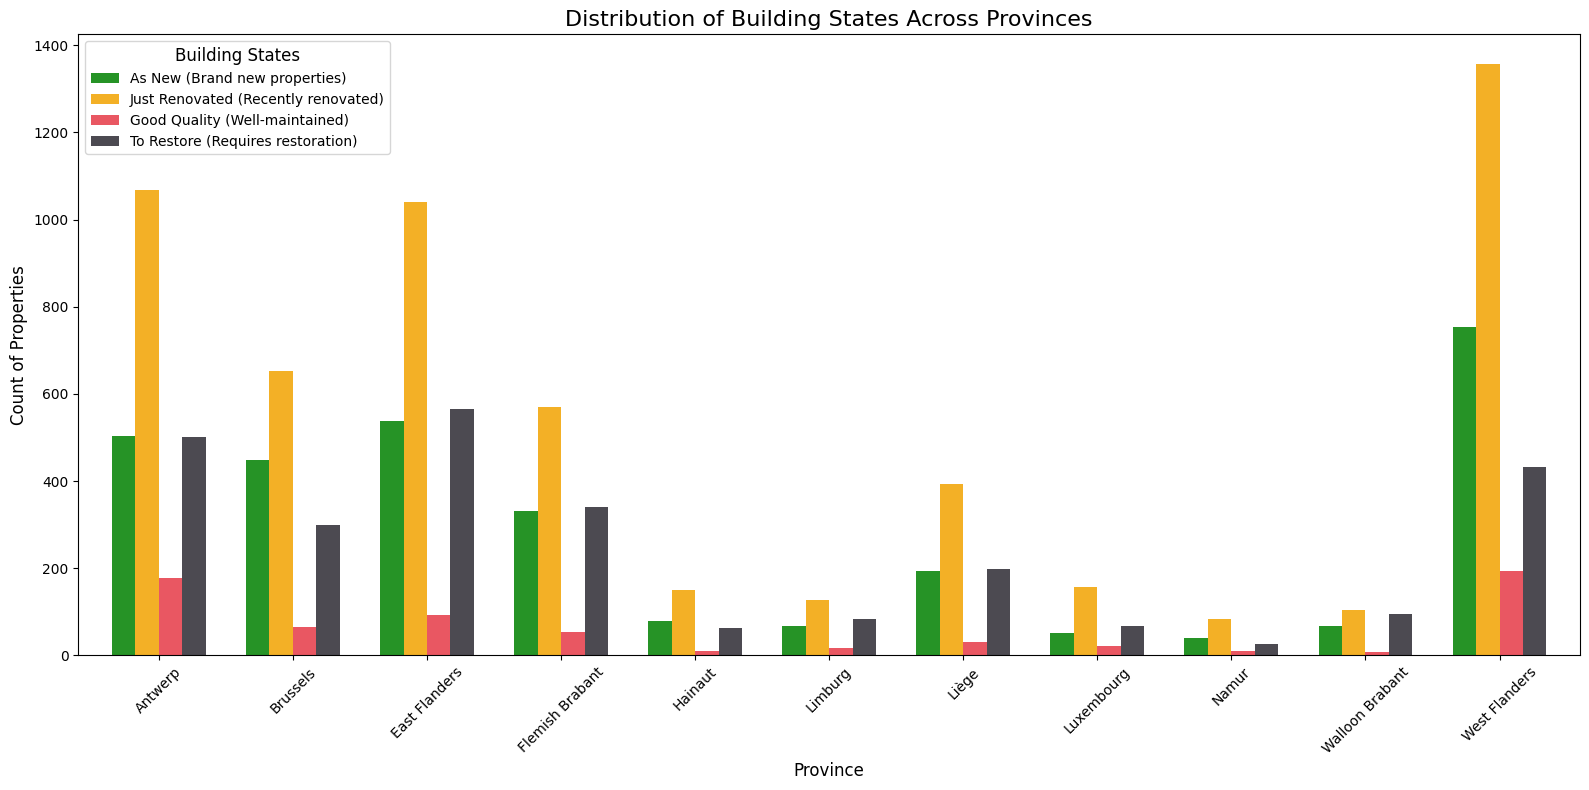 Distribution of Building States Across Provinces
Building States
As New (Brand new properties)
Just Renovated (Recently renovated)
Good Quality (Well-maintained)
To Restore (Requires restoration)
Count of Properties
1400
1200
1000
800
600
400
200
0
Antwerp
Brussels
East Flanders
Flemish Brabant
Hainaut
Limburg
Liège
Luxembourg
Namur
Walloon Brabant
West Flanders
Province